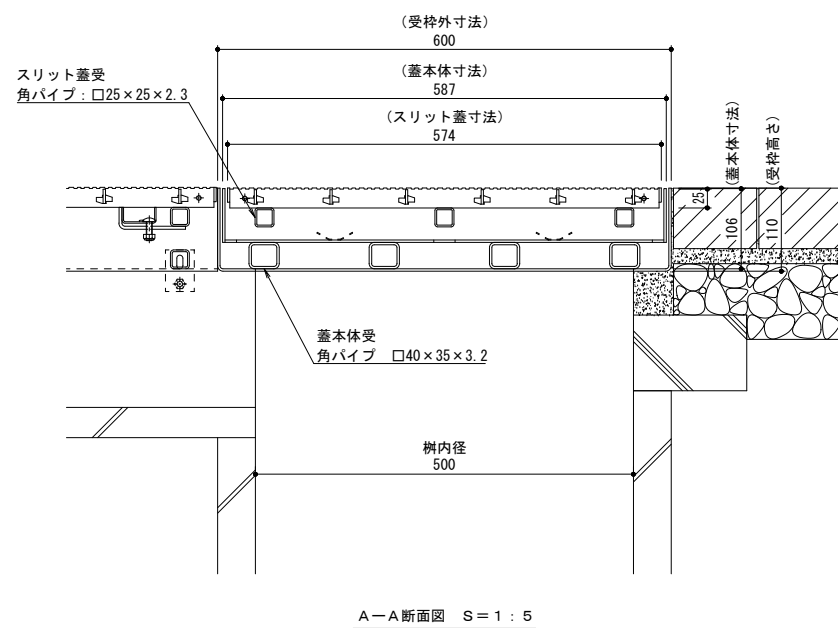 (受枠外寸法)
600
(蓋本体寸法)
587
(スリット蓋寸法)
574
スリット蓋受
角パイプ：□25×25×2.3
(蓋本体寸法)
(受枠高さ)
25
106
110
蓋本体受
角パイプ　□40×35×3.2
桝内径
500
A－A断面図　S＝1：5